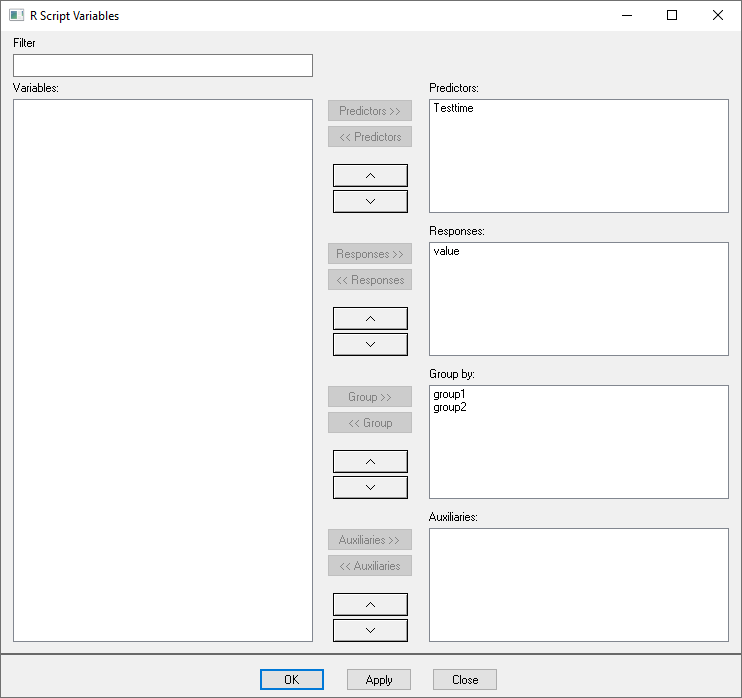 R Script Variables
Filter
Variables:
Predictors >>
<< Predictors
Predictors:
Testtime
Responses >>
<< Responses
Responses:
value
Group >>
<< Group
Group by:
group1
group2
Auxiliaries >>
<< Auxiliaries
Auxiliaries:
OK
Apply
Close